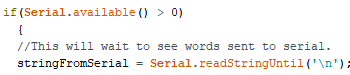 if(Serial.available() > 0)
{
//This will wait to see words sent to serial.
stringFromSerial = Serial.readStringUntil('\n');